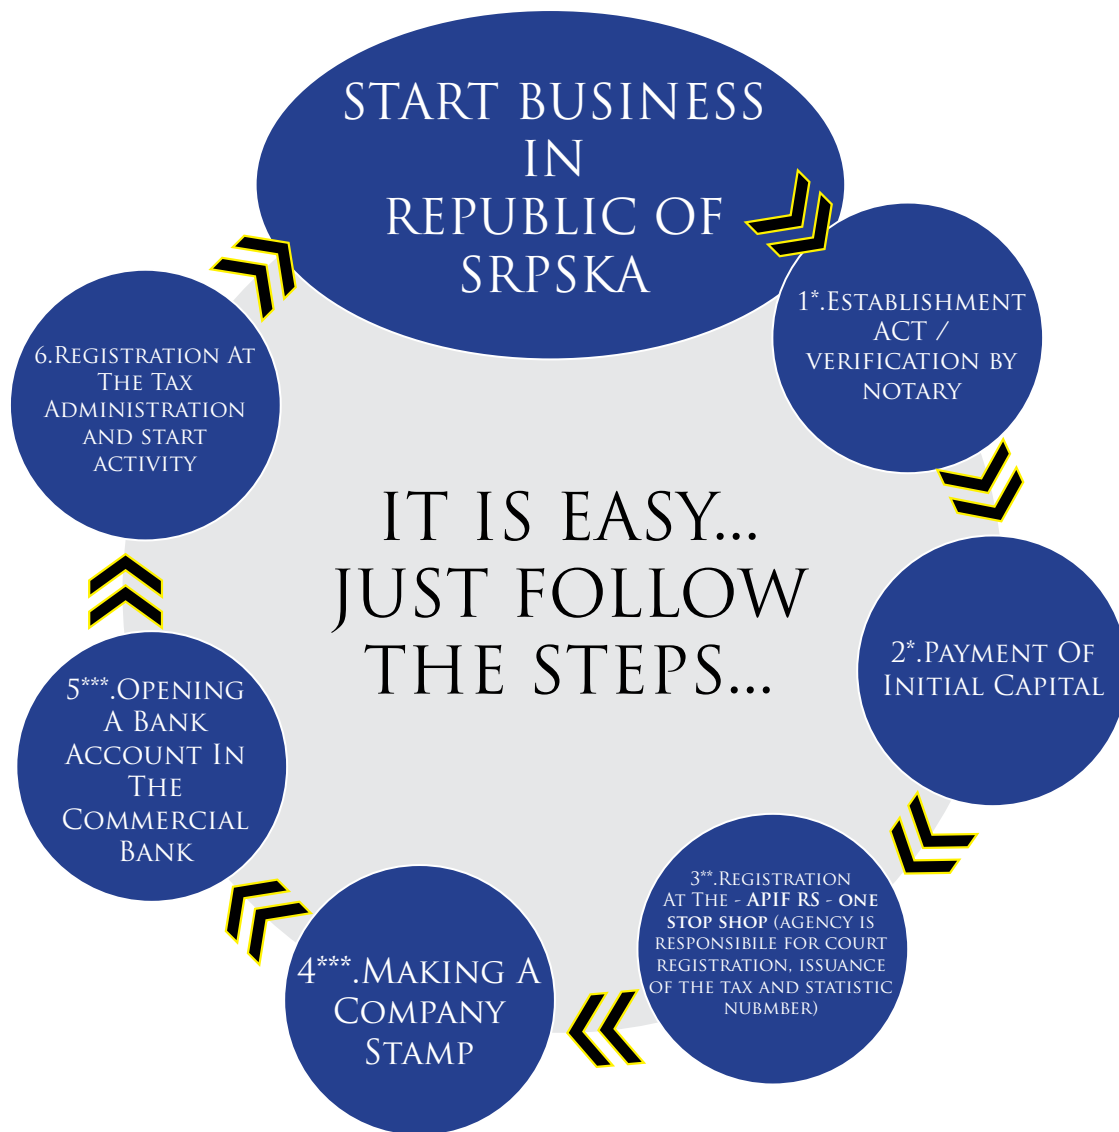 START BUSINESS
IN
REPUBLIC OF
SRPSKA
1*.Establishment
ACT /
verification by
notary
2*.Payment Of
Initial Capital
3**.Registration
At The - APIF RS - one
stop shop (agency is
responsibile for court
registration, issuance
of the tax and statistic
nubmber)
4***.Making A
Company
Stamp
5***.Opening
A Bank
Account In
The
Commercial
Bank
6.Registration At
The Tax
Administration
and start
activity
IT IS EASY...
JUST FOLLOW
THE STEPS...